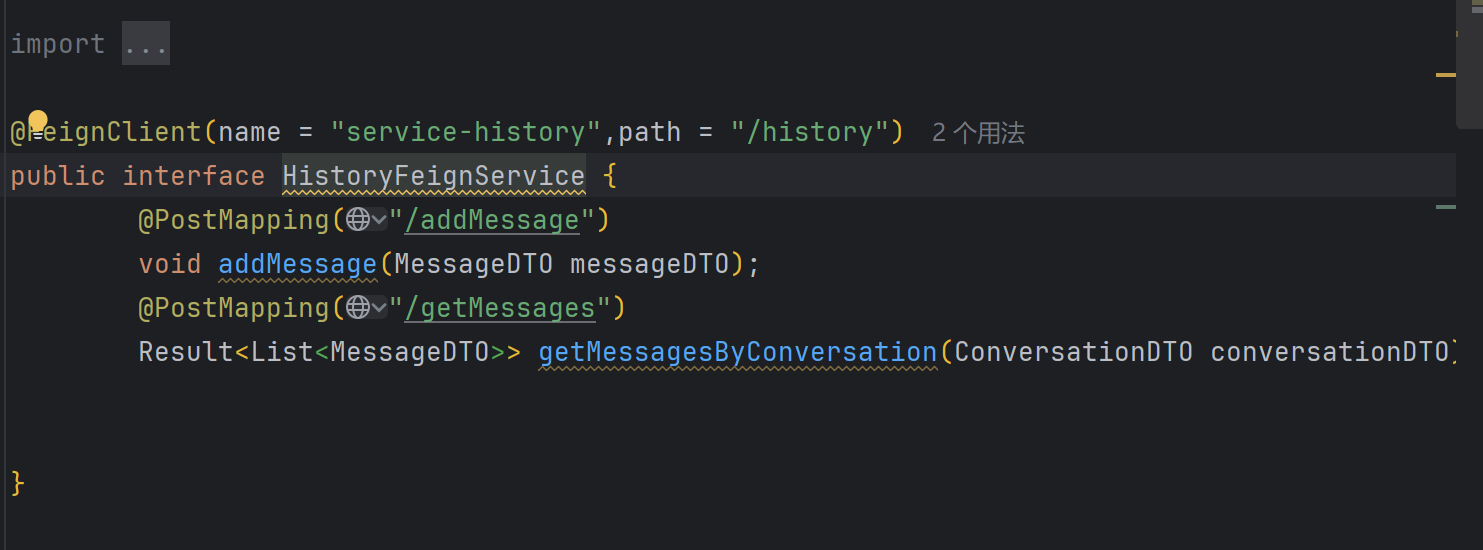 import ...
@FeignClient(name = "service-history",path = "/history") 2 个用法
public interface HistoryFeignService {
@PostMapping("/addMessage")
void addMessage(MessageDTO messageDTO);
@PostMapping("/getMessages")
Result<List<MessageDTO>> getMessagesByConversation(ConversationDTO conversationDTO)
}